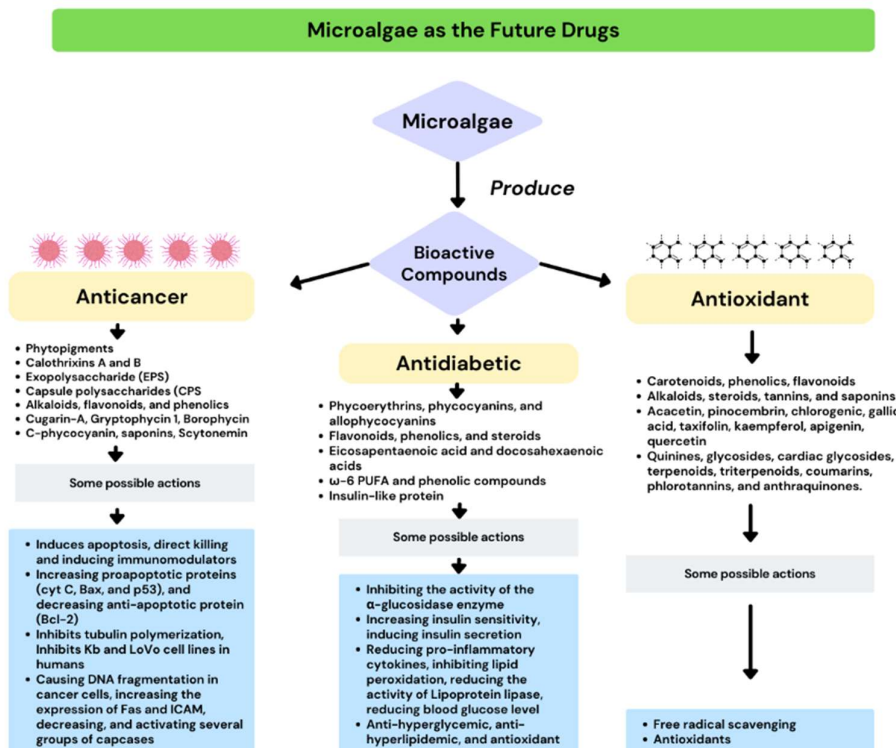 Microalgae as the Future Drugs
Microalgae
Produce
Bioactive
Compounds
Anticancer
• Phytopigments
• Calothrixins A and B
• Exopolysaccharide (EPS)
• Capsule polysaccharides (CPS
• Alkaloids, flavonoids, and phenolics
• Cugarin-A, Gryptophycin 1, Borophycin
• C-phycocyanin, saponins, Scytonemin
Some possible actions
• Induces apoptosis, direct killing
and inducing immunomodulators
• Increasing proapoptotic proteins
(cyt C, Bax, and p53), and
decreasing anti-apoptotic protein
(Bcl-2)
• Inhibits tubulin polymerization,
Inhibits Kb and LoVo cell lines in
humans
• Causing DNA fragmentation in
cancer cells, increasing the
expression of Fas and ICAM,
decreasing, and activating several
groups of capcases
Antidiabetic
• Phycoerythrins, phycocyanins, and
allophycocyanins
• Flavonoids, phenolics, and steroids
• Eicosapentaenoic acid and docosahexaenoic
acids
• ω-6 PUFA and phenolic compounds
• Insulin-like protein
Some possible actions
• Inhibiting the activity of the
α-glucosidase enzyme
• Increasing insulin sensitivity,
inducing insulin secretion
• Reducing pro-inflammatory
cytokines, inhibiting lipid
peroxidation, reducing the
activity of Lipoprotein lipase,
reducing blood glucose level
• Anti-hyperglycemic, anti-
hyperlipidemic, and antioxidant
Antioxidant
• Carotenoids, phenolics, flavonoids
• Alkaloids, steroids, tannins, and saponins
• Acacetin, pinocembrin, chlorogenic, gallic
acid, taxifolin, kaempferol, apigenin,
quercetin
• Quinines, glycosides, cardiac glycosides,
terpenoids, triterpenoids, coumarins,
phlorotannins, and anthraquinones.
Some possible actions
• Free radical scavenging
• Antioxidants